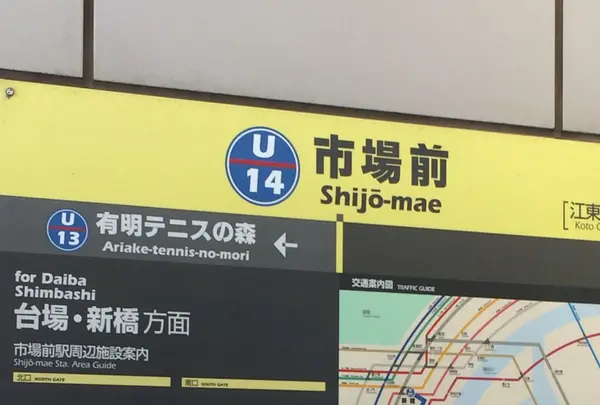 U
14
市場前
Shijō-mae
[江東
Koto
U
13
有明テニスの森
Ariake-tennis-no-mori
←
for Daiba
Shimbashi
台場・新橋方面
市場前駅周辺施設案内
Shijō-mae Sta. Area Guide
北口 NORTH GATE
南口 SOUTH GATE
交通案内図 TRAFFIC GUIDE